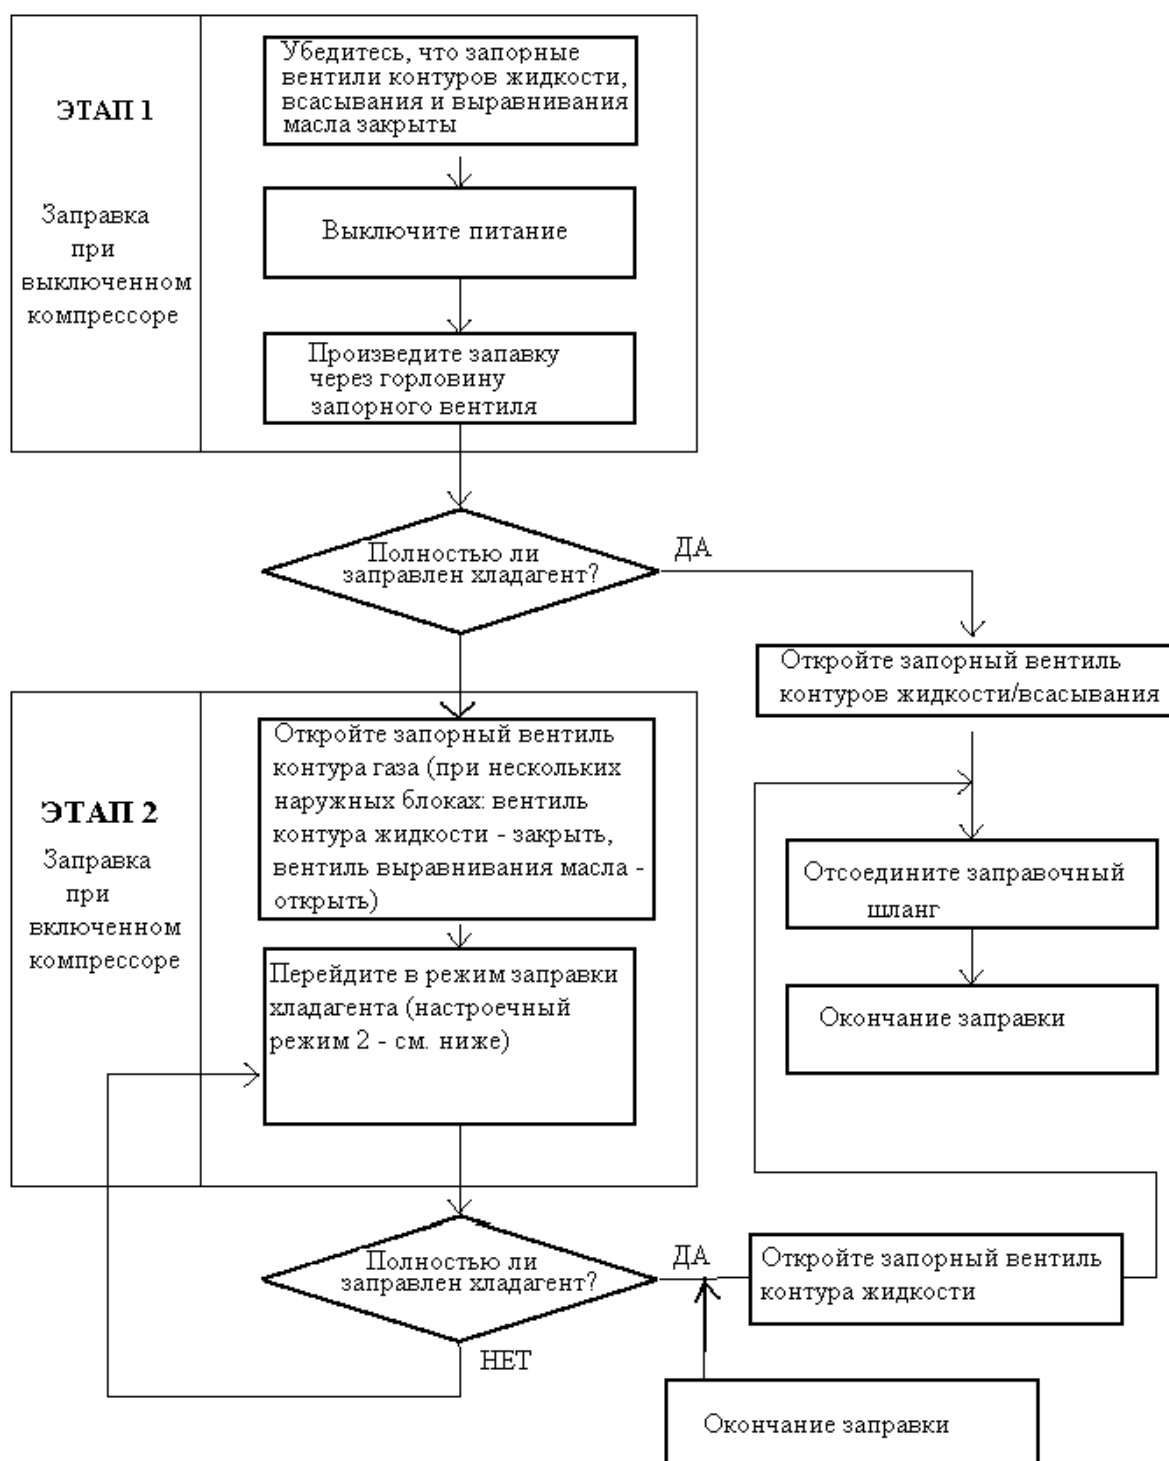 ЭТАП 1
Заправка
при
выключенном
компрессоре
Убедитесь, что запорные
вентили контуров жидкости,
всасывания и выравнивания
масла закрыты
Выключите питание
Произведите запавку
через горловину
запорного вентиля
Полностью ли
заправлен хладагент?
ДА
Откройте запорный вентиль
контуров жидкости/всасывания
ЭТАП 2
Заправка
при
включенном
компрессоре
Откройте запорный вентиль
контура газа (при нескольких
наружных блоках: вентиль
контура жидкости - закрыть,
вентиль выравнивания масла -
открыть)
Перейдите в режим заправки
хладагента (настроечный
режим 2 - см. ниже)
Отсоедините заправочный
шланг
Окончание заправки
Полностью ли
заправлен хладагент?
ДА
Откройте запорный вентиль
контура жидкости
НЕТ
Окончание заправки